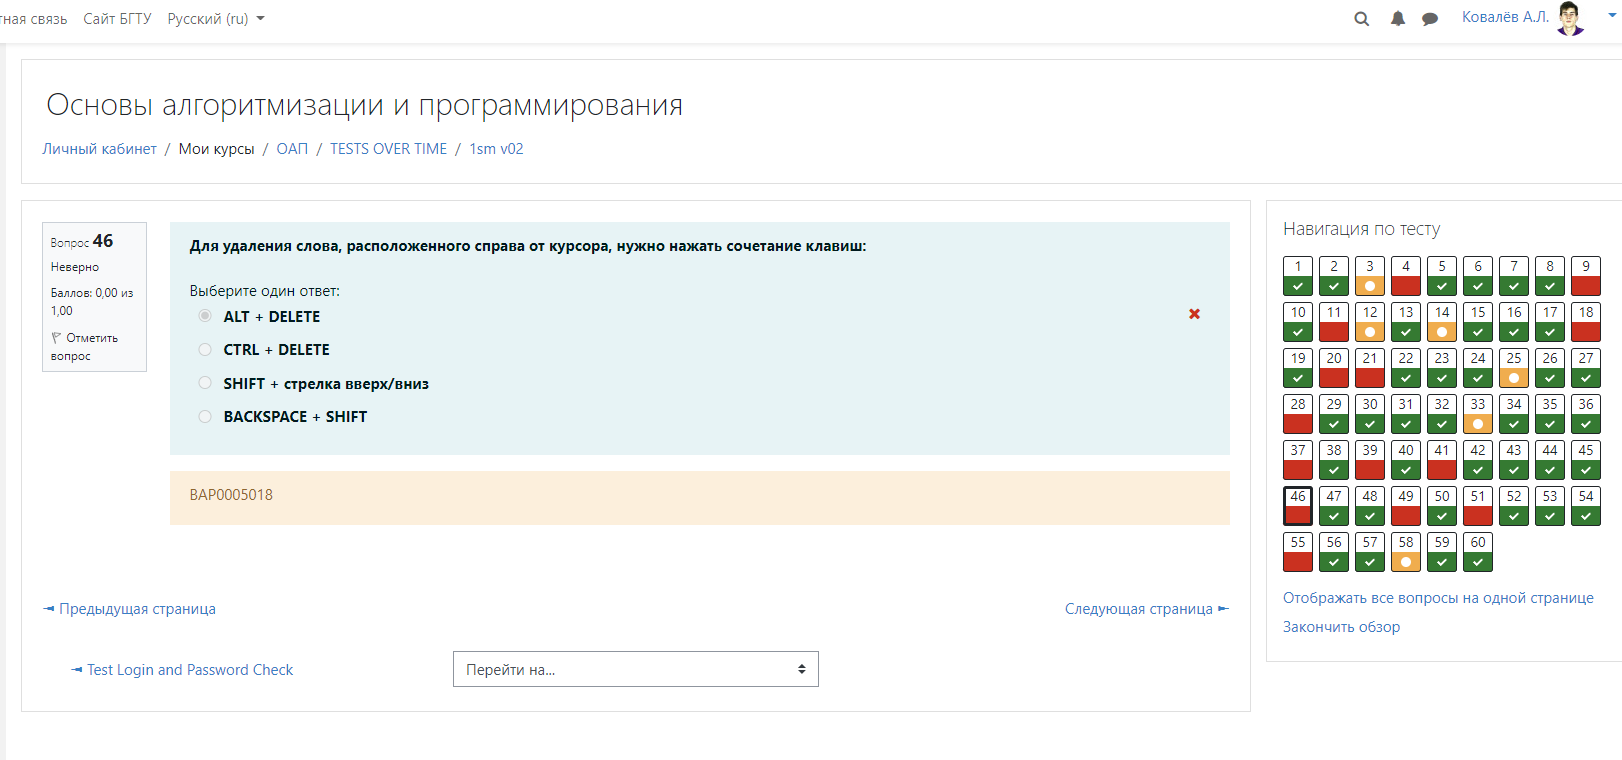 тная связь Сайт БГТУ Русский (ru) Ковалёв А.Л.
Основы алгоритмизации и программирования
Личный кабинет / Мои курсы / ОАП / TESTS OVER TIME / 1sm v02
Вопрос 46
Неверно
Баллов: 0,00 из
1,00
Отметить
вопрос
Для удаления слова, расположенного справа от курсора, нужно нажать сочетание клавиш:
Выберите один ответ:
ALT + DELETE
CTRL + DELETE
SHIFT + стрелка вверх/вниз
BACKSPACE + SHIFT
BAP0005018
◄ Предыдущая страница
Следующая страница ►
◄ Test Login and Password Check
Перейти на...
Навигация по тесту
1 2 3 4 5 6 7 8 9
10 11 12 13 14 15 16 17 18
19 20 21 22 23 24 25 26 27
28 29 30 31 32 33 34 35 36
37 38 39 40 41 42 43 44 45
46 47 48 49 50 51 52 53 54
55 56 57 58 59 60
Отображать все вопросы на одной странице
Закончить обзор